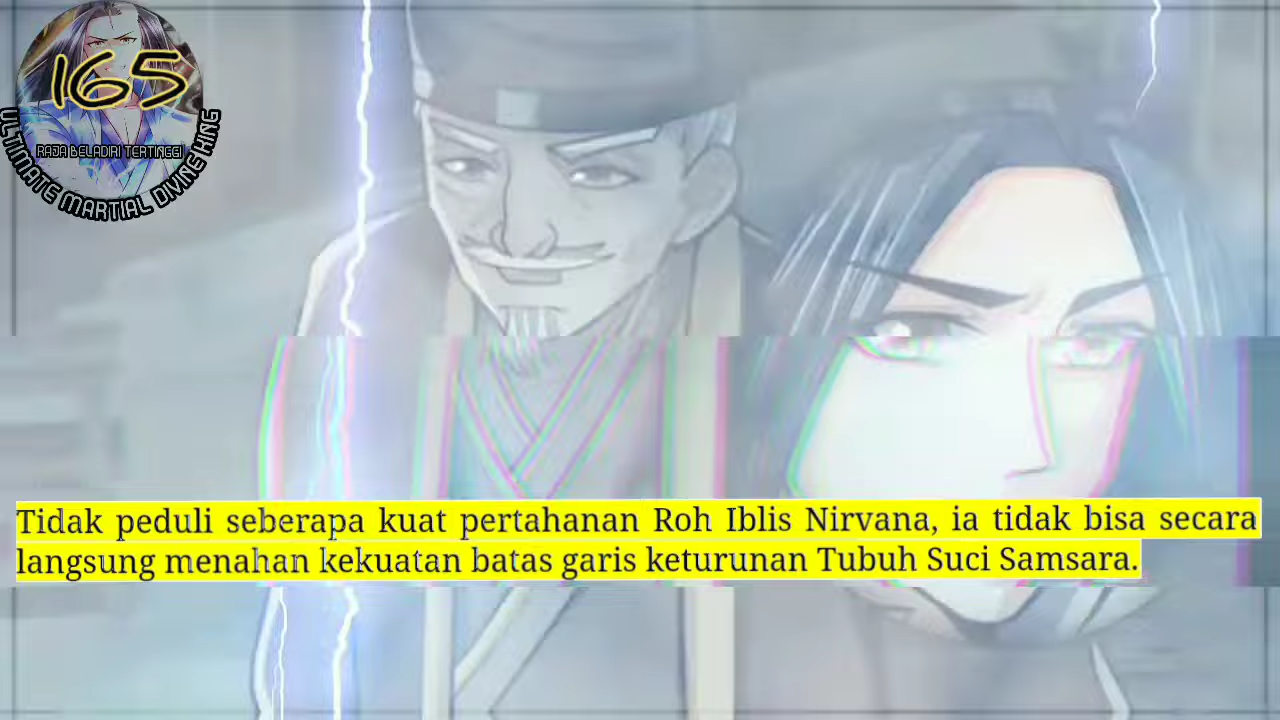 165
RAJA BELADIRI TERTINGGI
ULTIMATE MARTIAL DIVINE KING
Tidak peduli seberapa kuat pertahanan Roh Iblis Nirvana, ia tidak bisa secara
langsung menahan kekuatan batas garis keturunan Tubuh Suci Samsara.